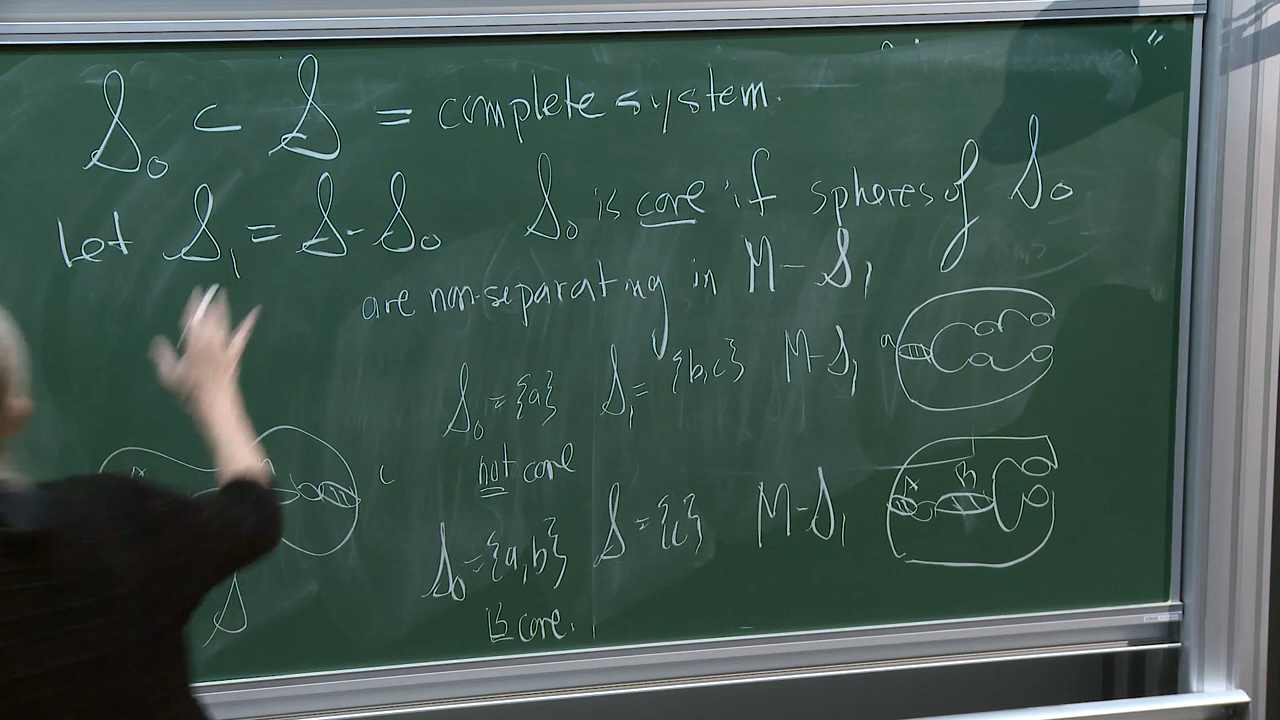 𝒮₀ ⊂ 𝒮 = complete system.
Let 𝒮₁ = 𝒮 - 𝒮₀
𝒮₀ is core if spheres of 𝒮₀
are non-separating in M - 𝒮₁
𝒮₀ = {a} 𝒮₁ = {b,c} M-𝒮₁ a
not core
A c
𝒮₀ = {a,b} 𝒮 = {c} M-𝒮₁ A B
is core.
𝒮